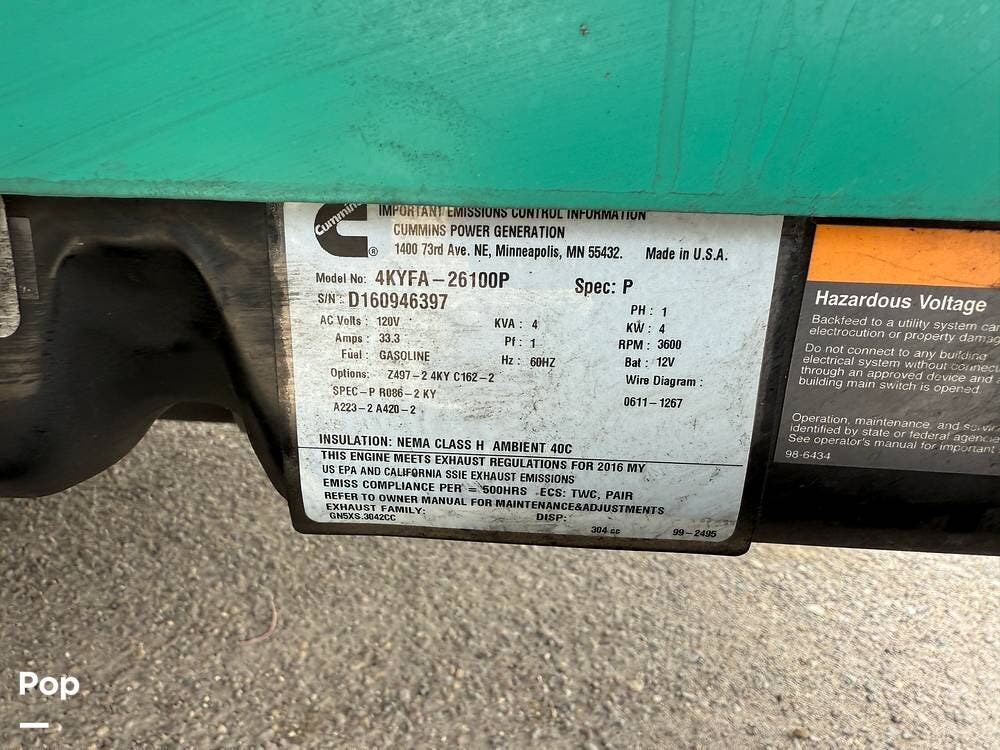 Cummins
IMPORTANT EMISSIONS CONTROL INFORMATION
CUMMINS POWER GENERATION
1400 73rd Ave. NE, Minneapolis, MN 55432. Made in U.S.A.
®
Model No: 4KYFA-26100P Spec: P
S/N: D160946397 PH: 1
AC Volts: 120V KVA: 4 KW: 4
Amps: 33.3 Pf: 1 RPM: 3600
Fuel: GASOLINE Hz: 60HZ Bat: 12V
Options: Z497-2 4KY C162-2 Wire Diagram:
SPEC-P R086-2 KY 0611-1267
A223-2 A420-2
INSULATION: NEMA CLASS H AMBIENT 40C
THIS ENGINE MEETS EXHAUST REGULATIONS FOR 2016 MY
US EPA AND CALIFORNIA SSIE EXHAUST EMISSIONS
EMISS COMPLIANCE PER = 500HRS ECS: TWC, PAIR
REFER TO OWNER MANUAL FOR MAINTENANCE&ADJUSTMENTS
EXHAUST FAMILY: DISP:
GN5XS.3042CC 304 cc 99-2495
Hazardous Voltage
Backfeed to a utility system can
electrocution or property damag
Do not connect to any building
electrical system without connecti
through an approved device and
building main switch is opened.
Operation, maintenance, and servic
identified by state or federal agencie
See operator's manual for important
98-6434
Pop